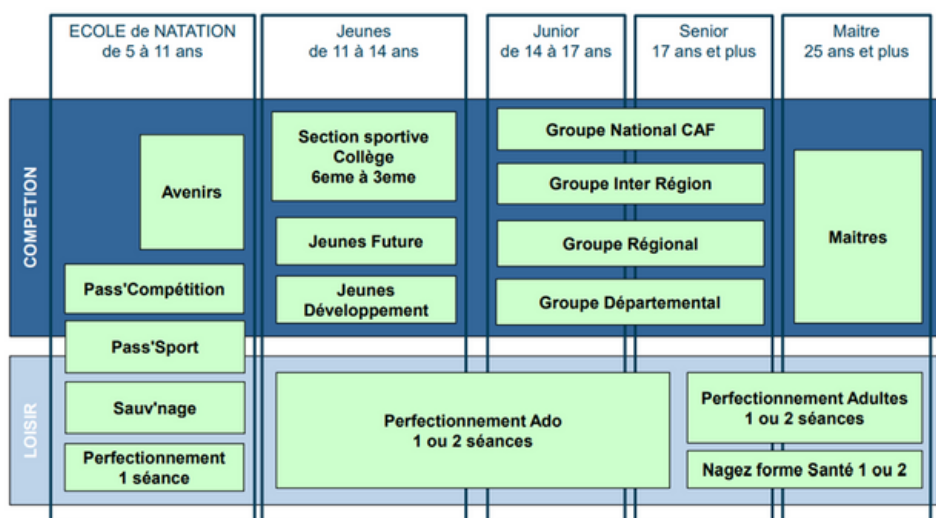 ECOLE de NATATION
de 5 à 11 ans
Jeunes
de 11 à 14 ans
Junior
de 14 à 17 ans
Senior
17 ans et plus
Maitre
25 ans et plus
COMPETION
Avenirs
Pass'Compétition
Pass'Sport
Section sportive
Collège
6eme à 3eme
Jeunes Future
Jeunes
Développement
Groupe National CAF
Groupe Inter Région
Groupe Régional
Groupe Départemental
Maitres
LOISIR
Sauv'nage
Perfectionnement
1 séance
Perfectionnement Ado
1 ou 2 séances
Perfectionnement Adultes
1 ou 2 séances
Nagez forme Santé 1 ou 2